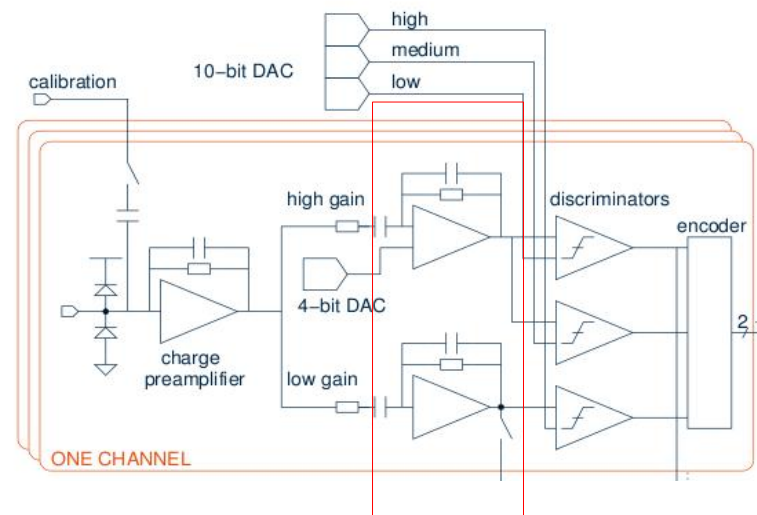 high
medium
10−bit DAC
low
calibration
high gain
discriminators
encoder
4−bit DAC
2
charge
preamplifier
low gain
ONE CHANNEL